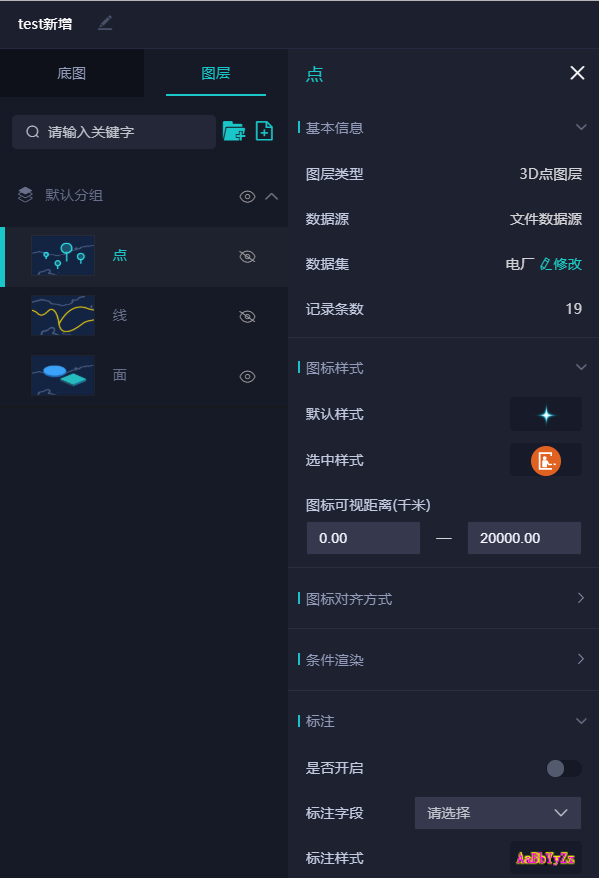 test新增
底图
图层
请输入关键字
默认分组
点
线
面
点
基本信息
图层类型 3D点图层
数据源 文件数据源
数据集 电厂 修改
记录条数 19
图标样式
默认样式
选中样式
图标可视距离(千米)
0.00 — 20000.00
图标对齐方式
条件渲染
标注
是否开启
标注字段 请选择
标注样式 AaBbYyZz